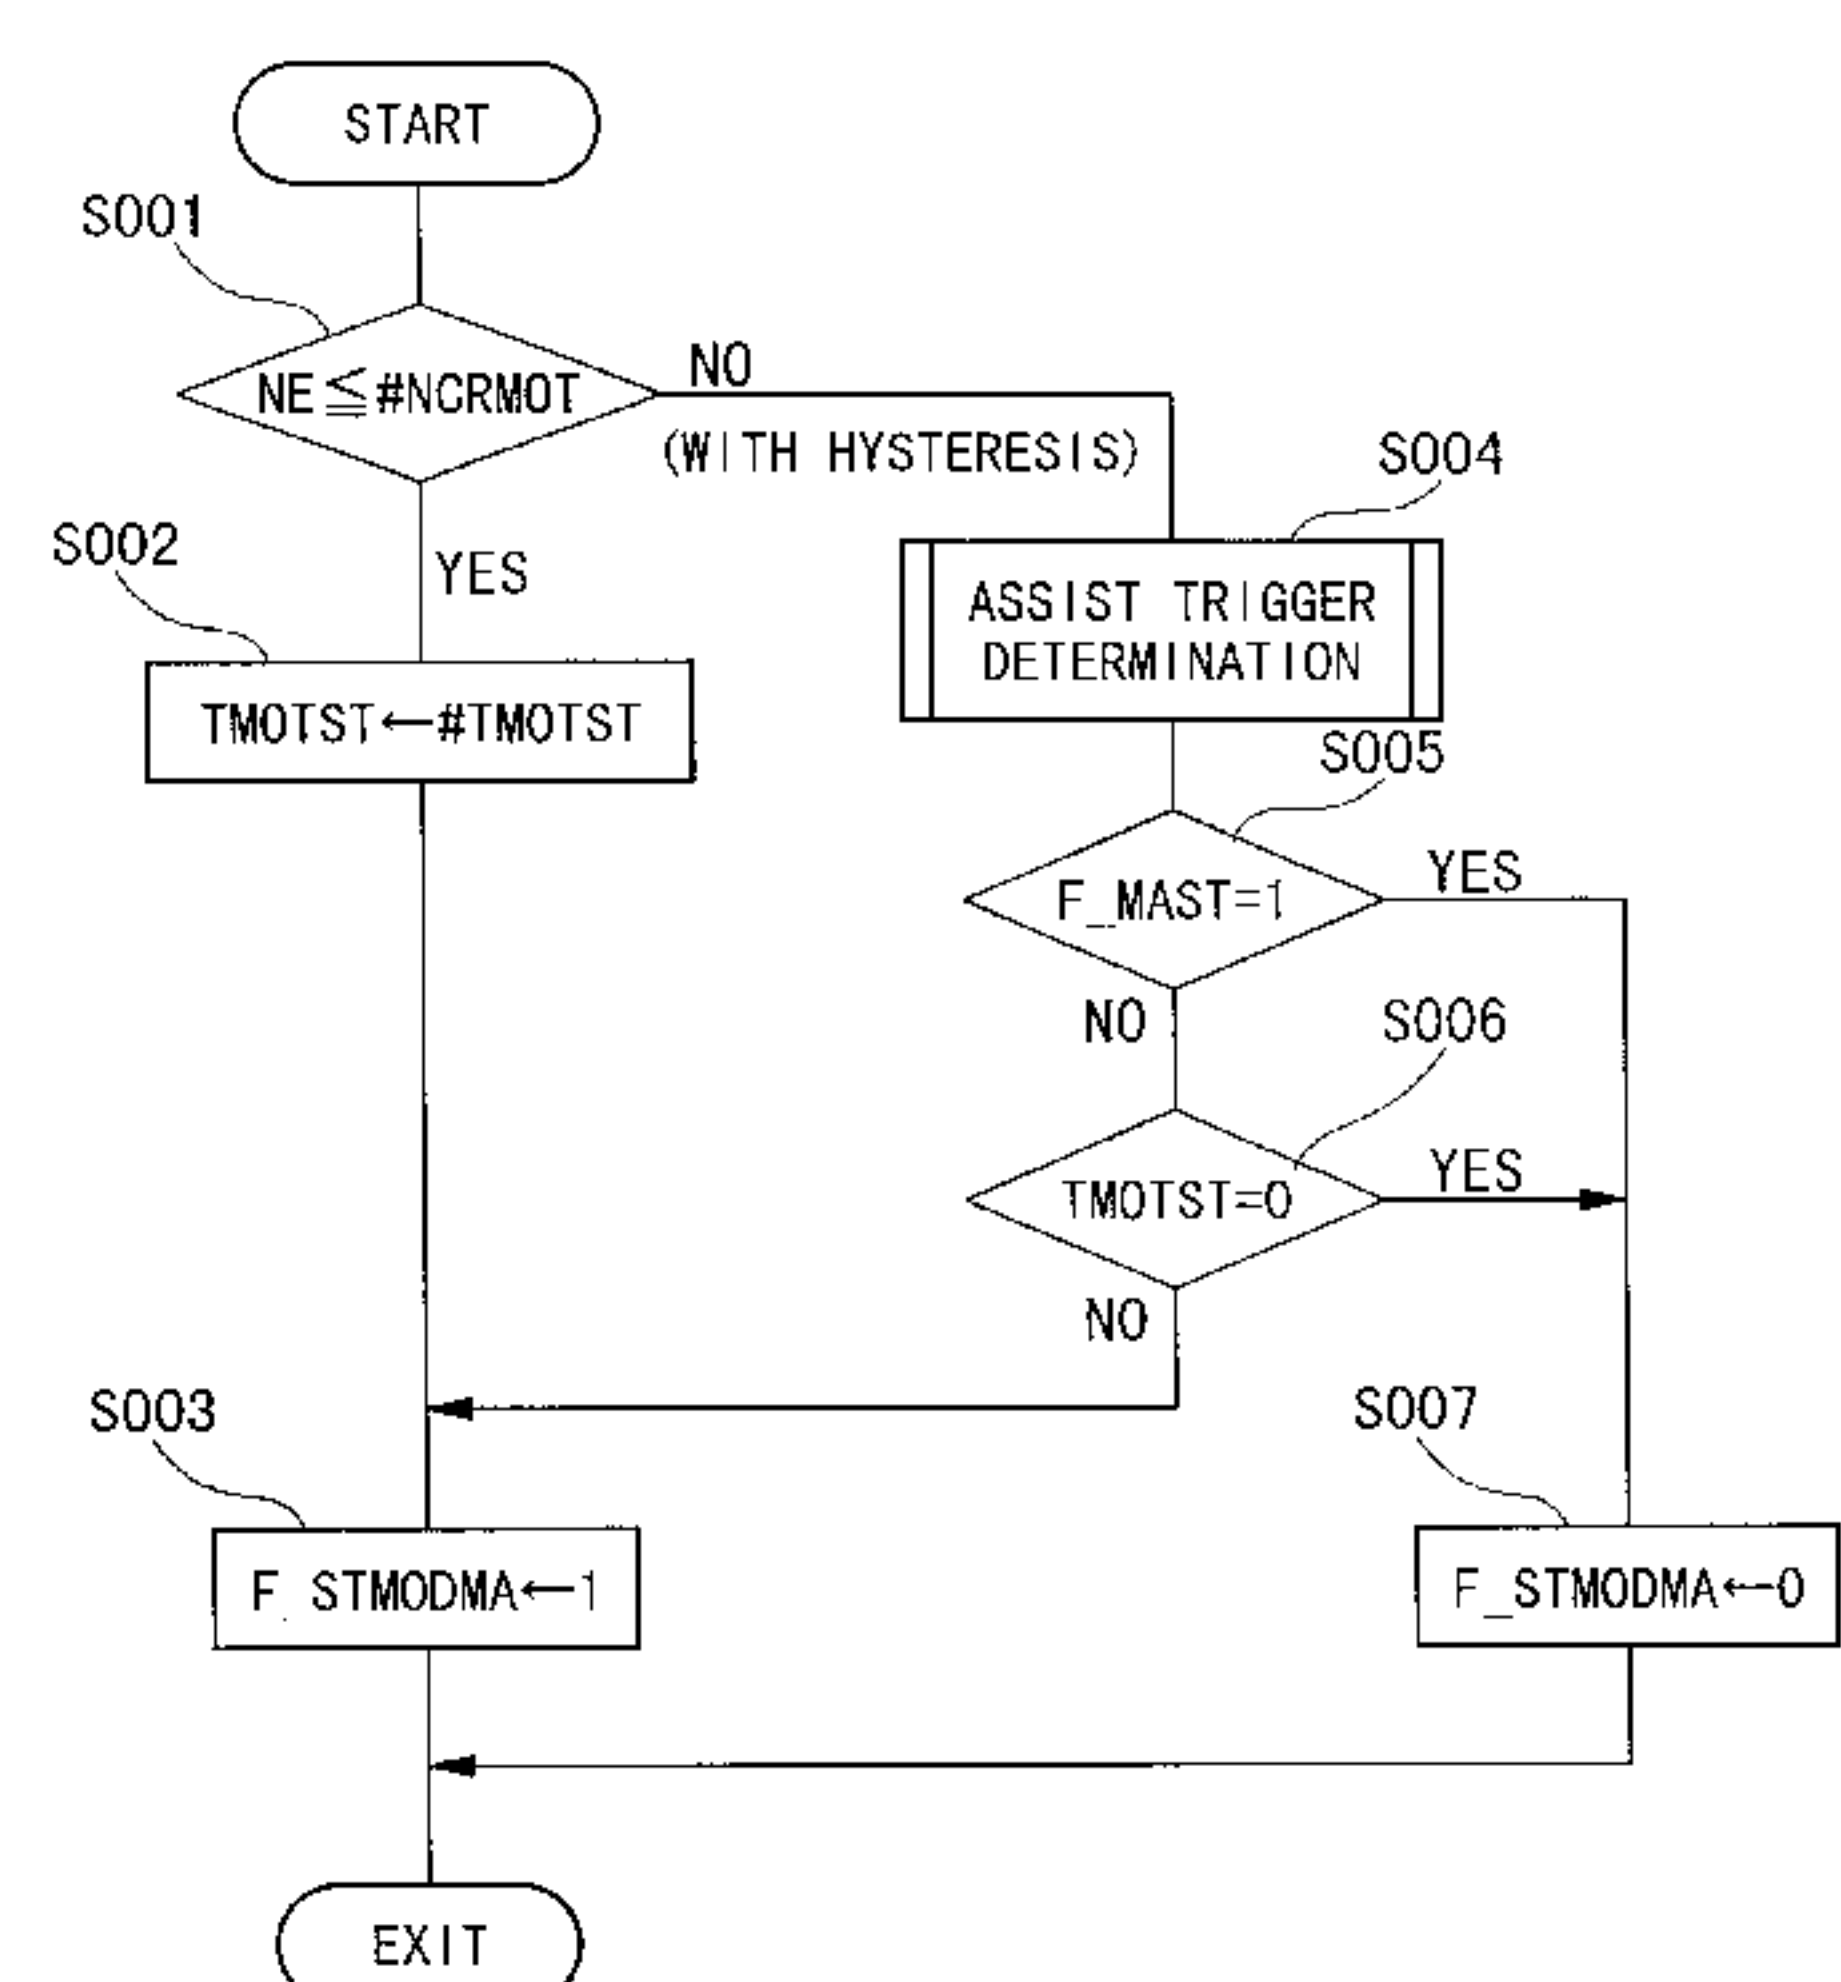 START
S001
NE≦#NCRMOT
NO
(WITH HYSTERESIS)
S004
S002
YES
ASSIST TRIGGER
DETERMINATION
TMOTST←#TMOTST
S005
F_MAST=1
YES
NO
S006
TMOTST=0
YES
NO
S003
S007
F_STMODMA←1
F_STMODMA←0
EXIT